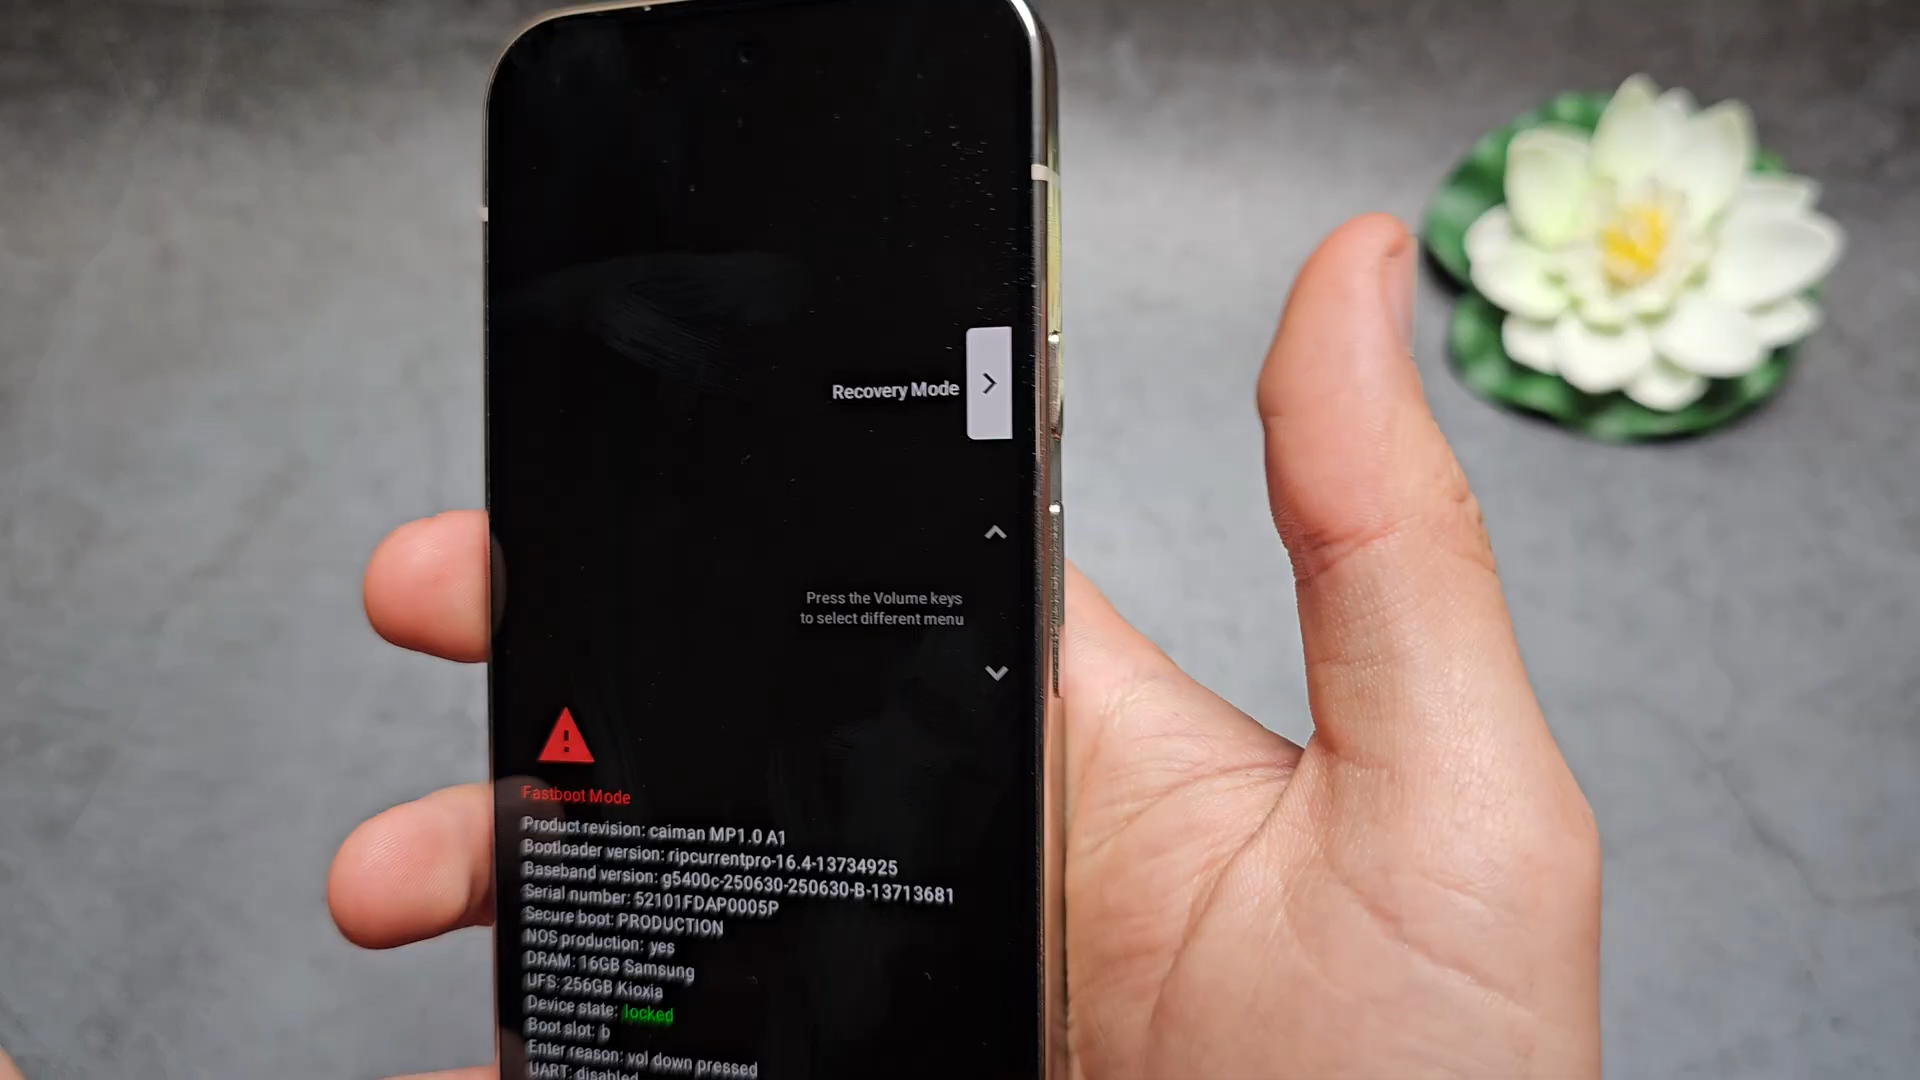 Recovery Mode
Press the Volume keys
to select different menu
Fastboot Mode
Product revision: caiman MP1.0 A1
Bootloader version: ripcurrentpro-16.4-13734925
Baseband version: g5400c-250630-250630-B-13713681
Serial number: 52101FDAP0005P
Secure boot: PRODUCTION
NOS production: yes
DRAM: 16GB Samsung
UFS: 256GB Kioxia
Device state: locked
Boot slot: b
Enter reason: vol down pressed
UART: disabled